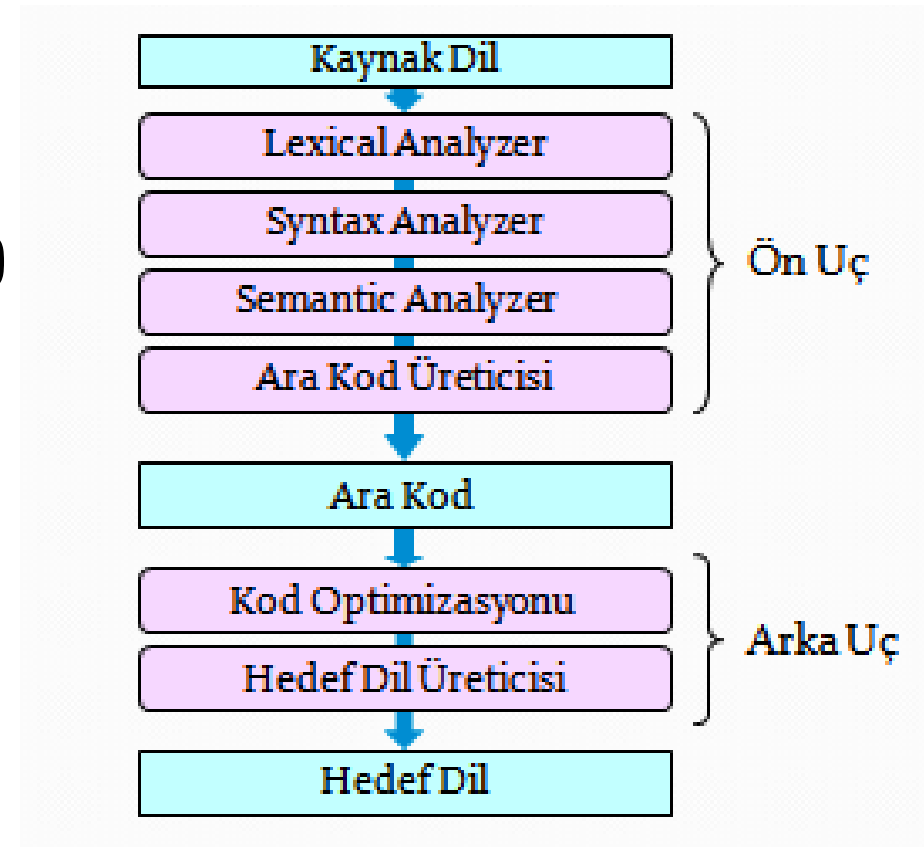 Kaynak Dil
Lexical Analyzer
Syntax Analyzer
Semantic Analyzer
Ara Kod Üreticisi
Ön Uç
Ara Kod
Kod Optimizasyonu
Hedef Dil Üreticisi
Arka Uç
Hedef Dil